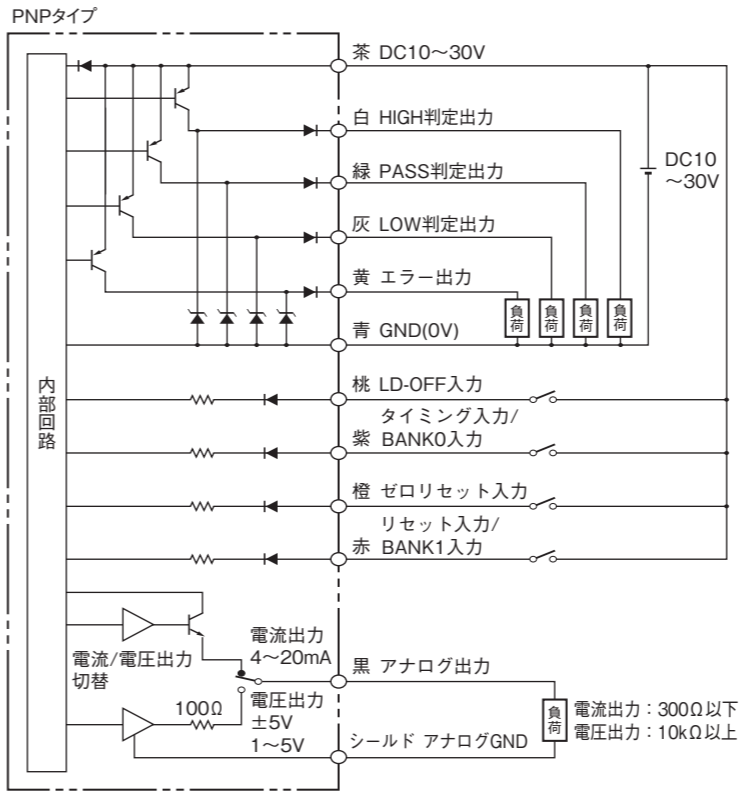 PNPタイプ
茶 DC10～30V
白 HIGH判定出力
緑 PASS判定出力
灰 LOW判定出力
黄 エラー出力
青 GND(0V)
DC10
～30V
負荷
負荷
負荷
負荷
内部回路
桃 LD-OFF入力
タイミング入力/
紫 BANK0入力
橙 ゼロリセット入力
リセット入力/
赤 BANK1入力
電流/電圧出力
切替
電流出力
4～20mA
黒 アナログ出力
100Ω
電圧出力
±5V
1～5V
シールド アナログGND
負荷
電流出力：300Ω以下
電圧出力：10kΩ以上